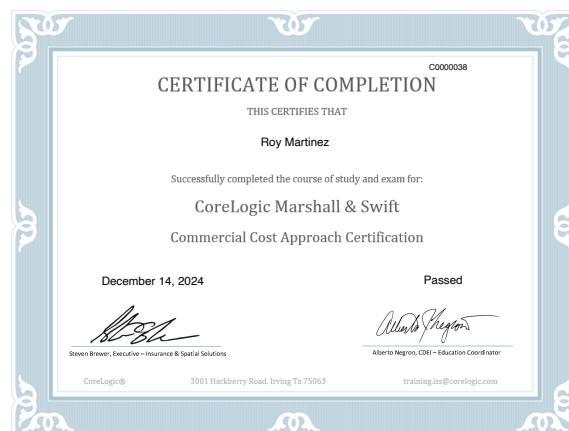 C0000038
CERTIFICATE OF COMPLETION
THIS CERTIFIES THAT
Roy Martinez
Successfully completed the course of study and exam for:
CoreLogic Marshall & Swift
Commercial Cost Approach Certification
December 14, 2024 Passed
Steven Brewer, Executive – Insurance & Spatial Solutions Alberto Negron, CDEI – Education Coordinator
CoreLogic® 3001 Hackberry Road, Irving Tx 75063 training.iss@corelogic.com